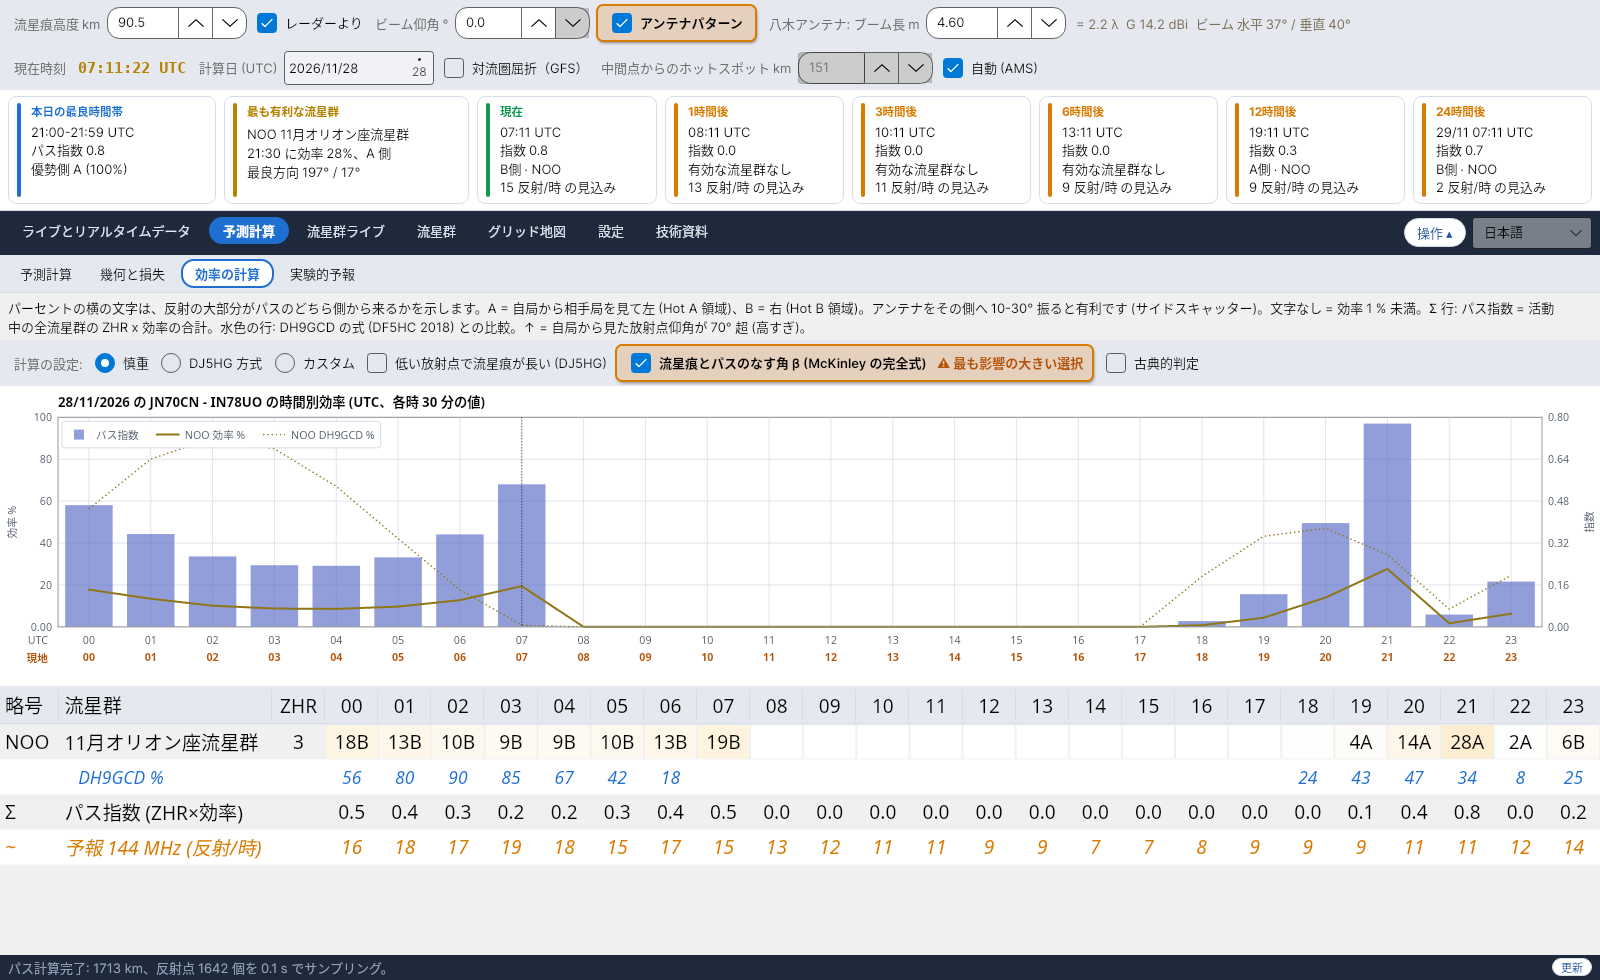 流星痕高度 km 90.5 レーダーより ビーム仰角 ° 0.0 アンテナパターン 八木アンテナ: ブーム長 m 4.60 = 2.2 λ G 14.2 dBi ビーム 水平 37° / 垂直 40°
現在時刻 07:11:22 UTC 計算日 (UTC) 2026/11/28 28 対流圏屈折 (GFS) 中間点からのホットスポット km 151 自動 (AMS)
本日の最良時間帯
21:00-21:59 UTC
パス指数 0.8
優勢側 A (100%)
最も有利な流星群
NOO 11月オリオン座流星群
21:30 に効率 28%、A 側
最良方向 197° / 17°
現在
07:11 UTC
指数 0.8
B側 · NOO
15 反射/時 の見込み
1時間後
08:11 UTC
指数 0.0
有効な流星群なし
13 反射/時 の見込み
3時間後
10:11 UTC
指数 0.0
有効な流星群なし
11 反射/時 の見込み
6時間後
13:11 UTC
指数 0.0
有効な流星群なし
9 反射/時 の見込み
12時間後
19:11 UTC
指数 0.3
A側 · NOO
9 反射/時 の見込み
24時間後
29/11 07:11 UTC
指数 0.7
B側 · NOO
2 反射/時 の見込み
ライブとリアルタイムデータ 予測計算 流星群ライブ 流星群 グリッド地図 設定 技術資料 操作 ▴ 日本語
予測計算 幾何と損失 効率の計算 実験的予報
パーセントの横の文字は、反射の大部分がパスのどちら側から来るかを示します。A = 自局から相手局を見て左 (Hot A 領域)、B = 右 (Hot B 領域)。アンテナをその側へ 10-30° 振ると有利です (サイドスキャッター)。文字なし = 効率 1 % 未満。Σ 行: パス指数 = 活動
中の全流星群の ZHR x 効率の合計。水色の行: DH9GCD の式 (DF5HC 2018) との比較。↑ = 自局から見た放射点仰角が 70° 超 (高すぎ)。
計算の設定: 慎重 DJ5HG 方式 カスタム 低い放射点で流星痕が長い (DJ5HG) 流星痕とパスのなす角 β (McKinley の完全式) ⚠ 最も影響の大きい選択 古典的判定
28/11/2026 の JN70CN - IN78UO の時間別効率 (UTC、各時 30 分の値)
パス指数 NOO 効率 % NOO DH9GCD %
100 0.80
80 0.64
60 0.48
40 0.32
20 0.16
0.00 0.00
効率 %
指数
UTC 00 01 02 03 04 05 06 07 08 09 10 11 12 13 14 15 16 17 18 19 20 21 22 23
現地 00 01 02 03 04 05 06 07 08 09 10 11 12 13 14 15 16 17 18 19 20 21 22 23
略号 流星群 ZHR 00 01 02 03 04 05 06 07 08 09 10 11 12 13 14 15 16 17 18 19 20 21 22 23
NOO 11月オリオン座流星群 3 18B 13B 10B 9B 9B 10B 13B 19B 4A 14A 28A 2A 6B
DH9GCD % 56 80 90 85 67 42 18 24 43 47 34 8 25
Σ パス指数 (ZHR×効率) 0.5 0.4 0.3 0.2 0.2 0.3 0.4 0.5 0.0 0.0 0.0 0.0 0.0 0.0 0.0 0.0 0.0 0.0 0.0 0.1 0.4 0.8 0.0 0.2
~ 予報 144 MHz (反射/時) 16 18 17 19 18 15 17 15 13 12 11 11 9 9 7 7 8 9 9 9 11 11 12 14
パス計算完了: 1713 km、反射点 1642 個を 0.1 s でサンプリング。 更新